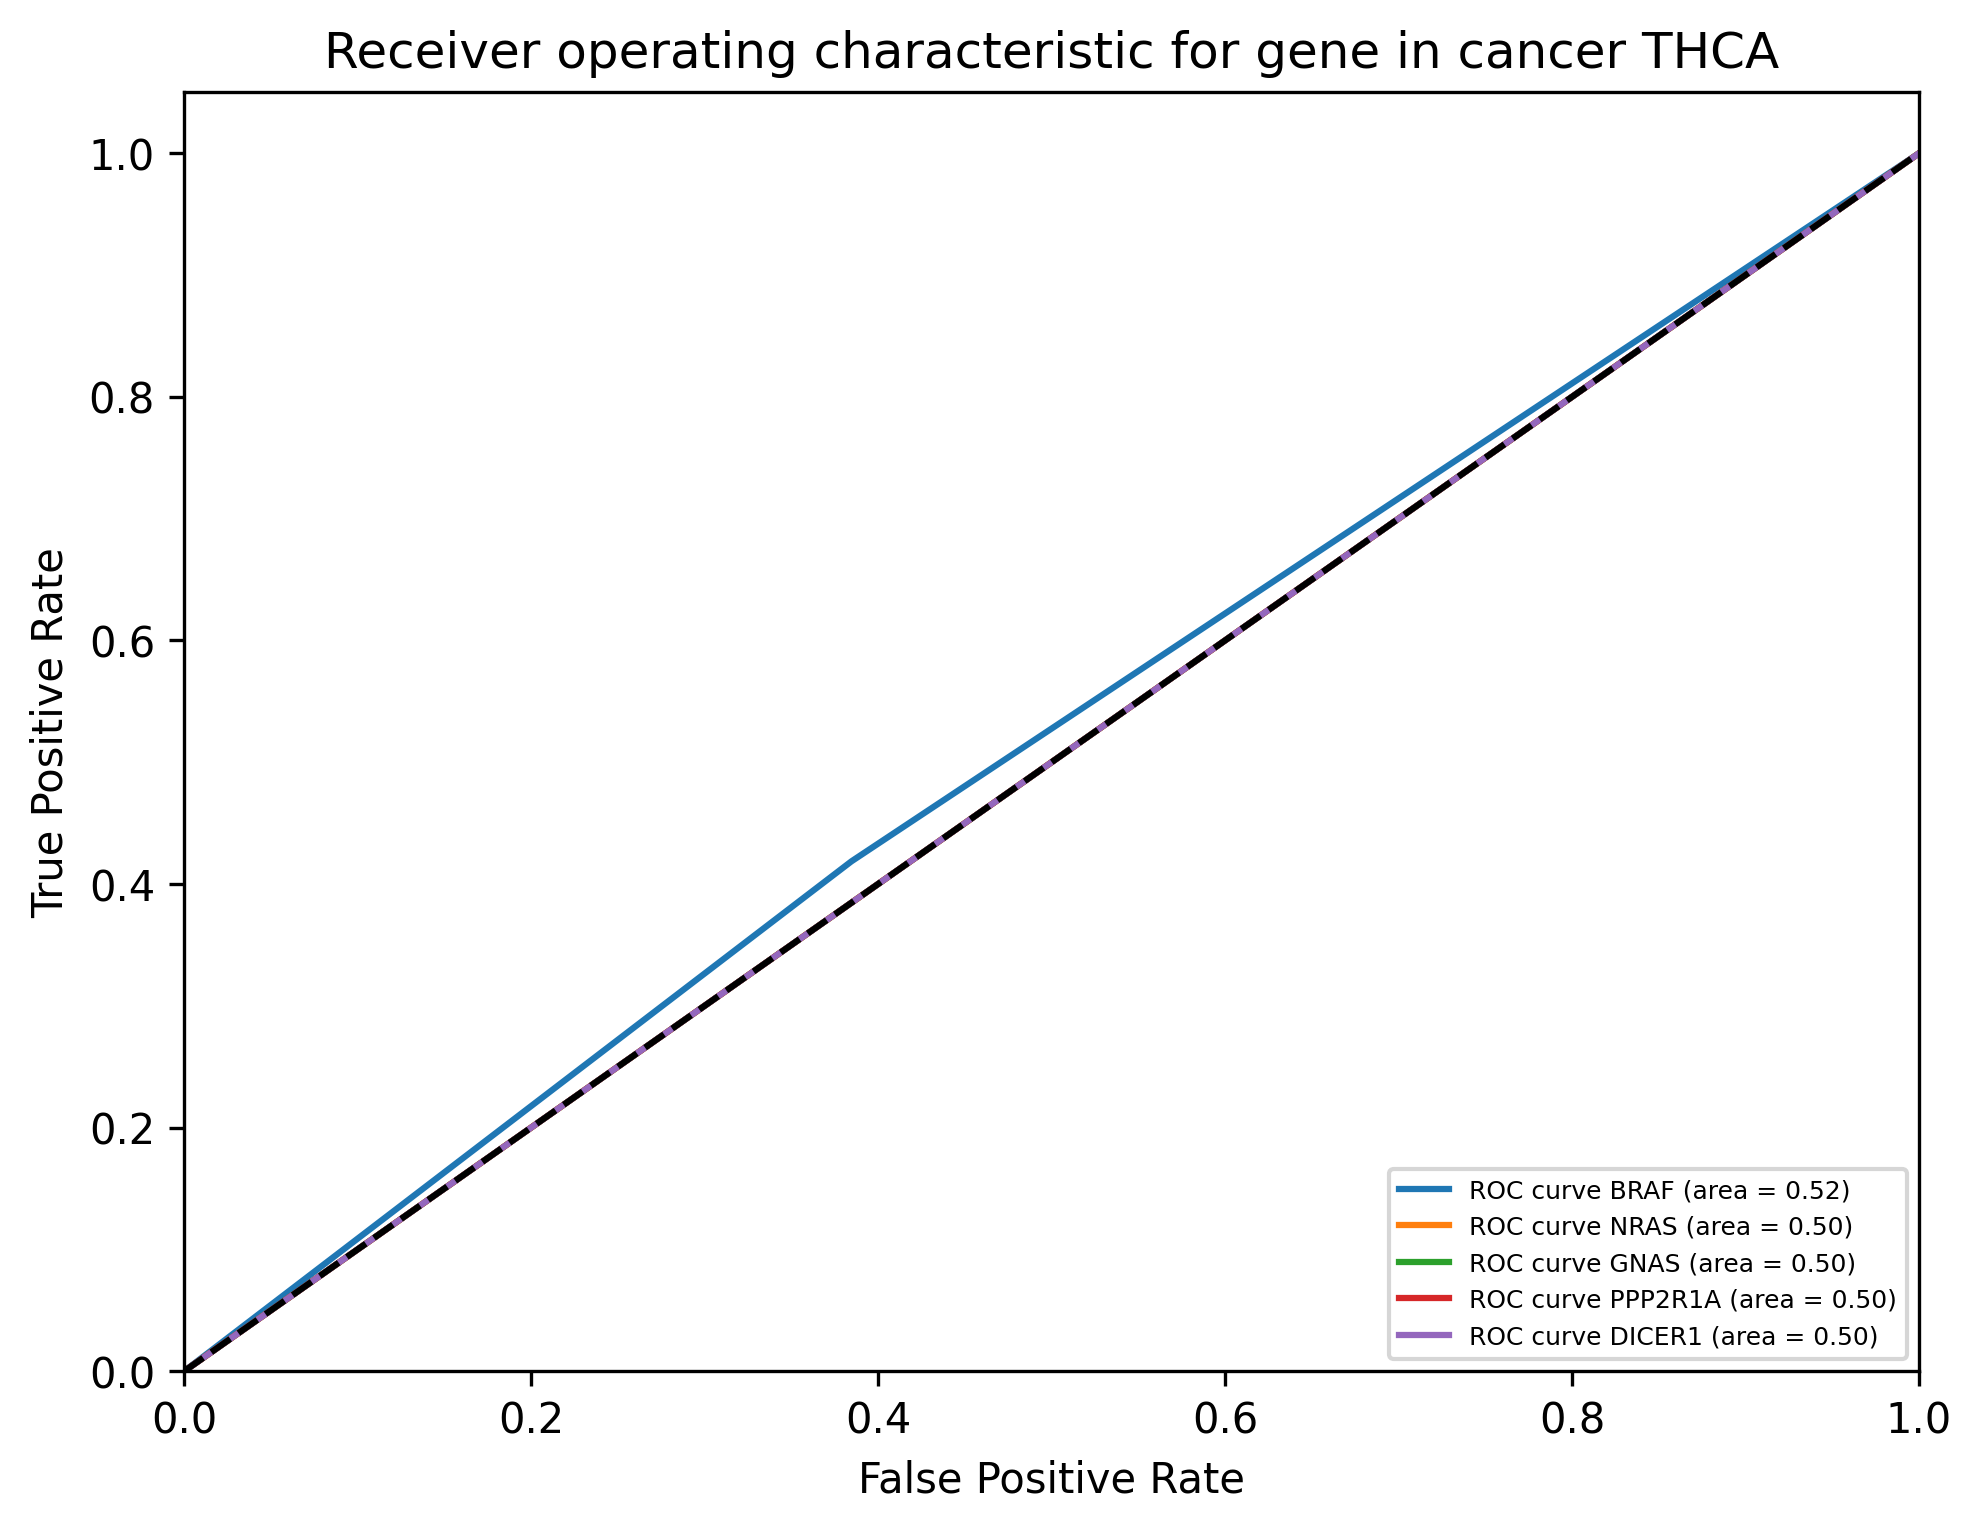 Receiver operating characteristic for gene in cancer THCA
True Positive Rate
1.0
0.8
0.6
0.4
0.2
0.0
ROC curve BRAF (area = 0.52)
ROC curve NRAS (area = 0.50)
ROC curve GNAS (area = 0.50)
ROC curve PPP2R1A (area = 0.50)
ROC curve DICER1 (area = 0.50)
0.0 0.2 0.4 0.6 0.8 1.0
False Positive Rate